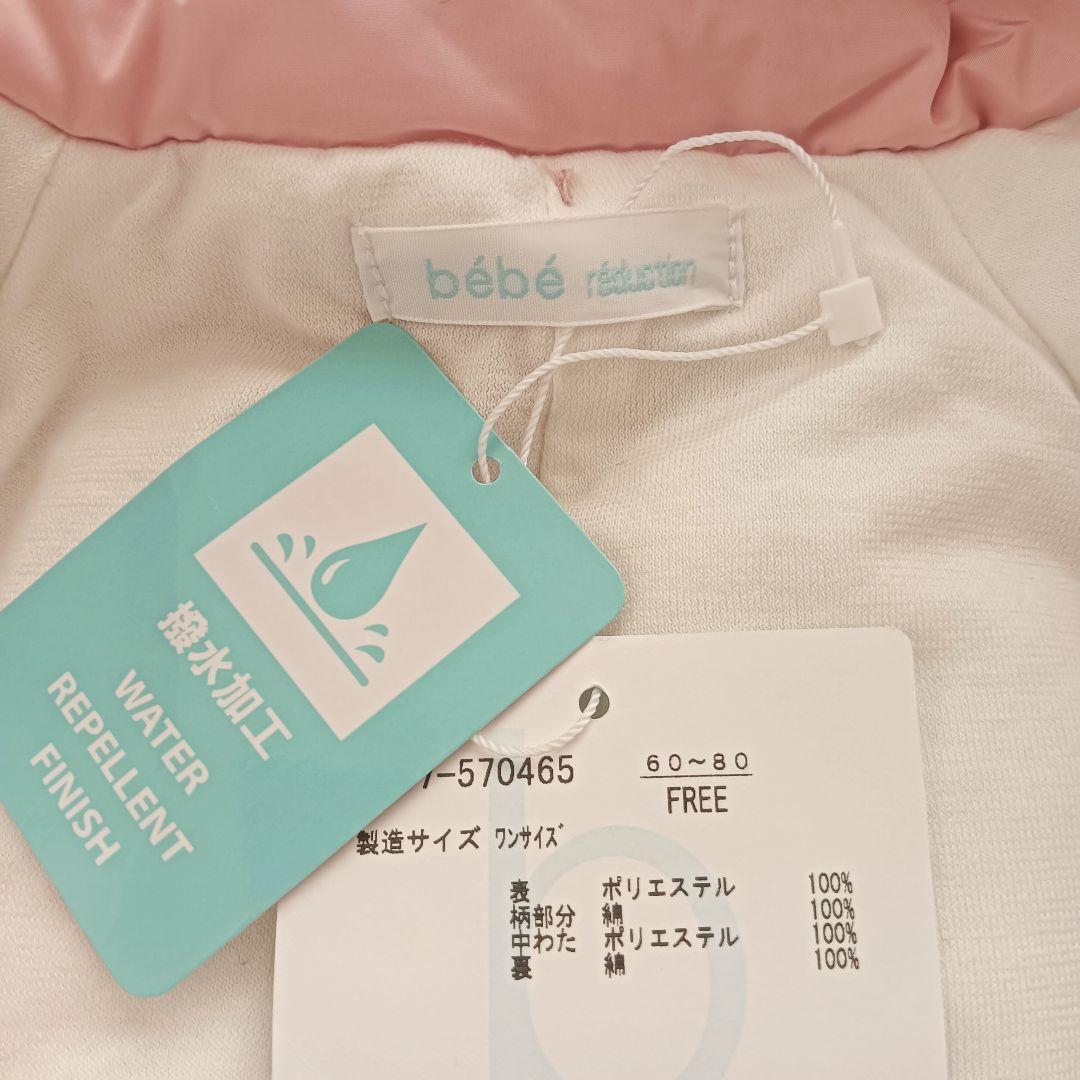 bébé réduction
撥水加工
WATER
REPELLENT
FINISH
7-570465
60～80
FREE
製造サイズ ﾜﾝｻｲｽﾞ
表 ポリエステル 100%
柄部分 綿 100%
中わた ポリエステル 100%
裏 綿 100%